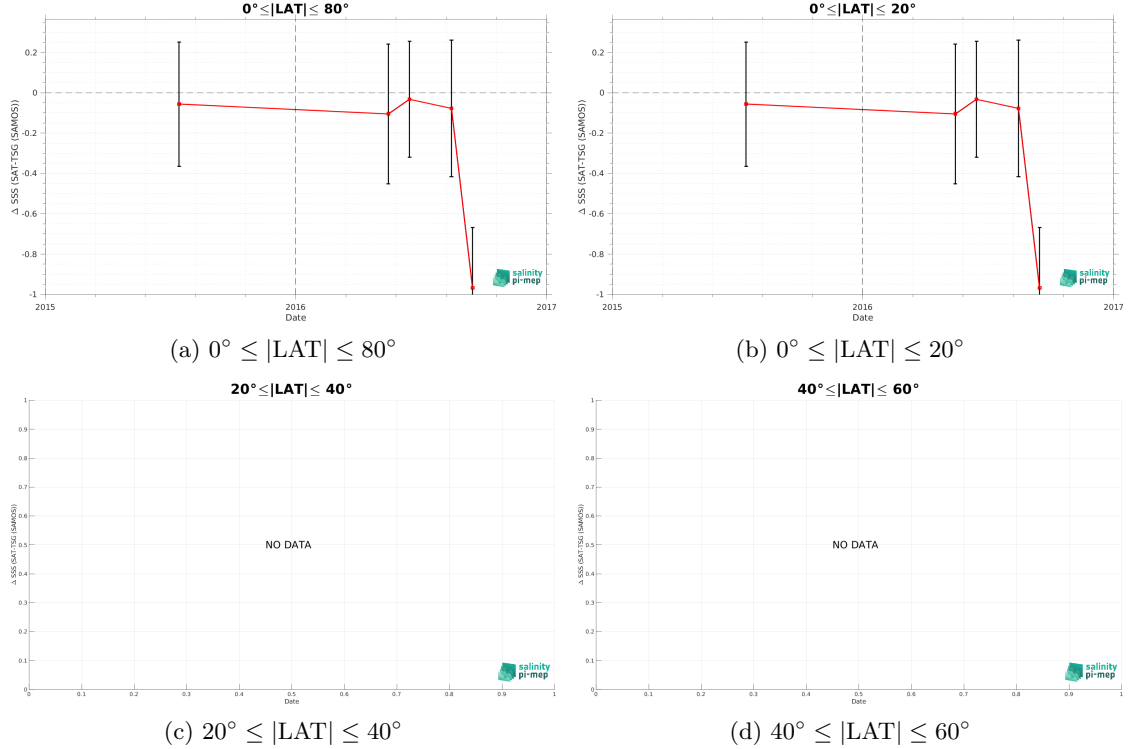 0°≤|LAT|≤ 80°
Δ SSS (SAT-TSG (SAMOS))
0.2
0
-0.2
-0.4
-0.6
-0.8
-1
2015
2016
2017
Date
salinity
pi-mep
(a) 0° ≤ |LAT| ≤ 80°
0°≤|LAT|≤ 20°
Δ SSS (SAT-TSG (SAMOS))
0.2
0
-0.2
-0.4
-0.6
-0.8
-1
2015
2016
2017
Date
salinity
pi-mep
(b) 0° ≤ |LAT| ≤ 20°
20°≤|LAT|≤ 40°
Δ SSS (SAT-TSG (SAMOS))
1
0.9
0.8
0.7
0.6
0.5
0.4
0.3
0.2
0.1
0
NO DATA
0 0.1 0.2 0.3 0.4 0.5 0.6 0.7 0.8 0.9 1
Date
salinity
pi-mep
(c) 20° ≤ |LAT| ≤ 40°
40°≤|LAT|≤ 60°
Δ SSS (SAT-TSG (SAMOS))
1
0.9
0.8
0.7
0.6
0.5
0.4
0.3
0.2
0.1
0
NO DATA
0 0.1 0.2 0.3 0.4 0.5 0.6 0.7 0.8 0.9 1
Date
salinity
pi-mep
(d) 40° ≤ |LAT| ≤ 60°